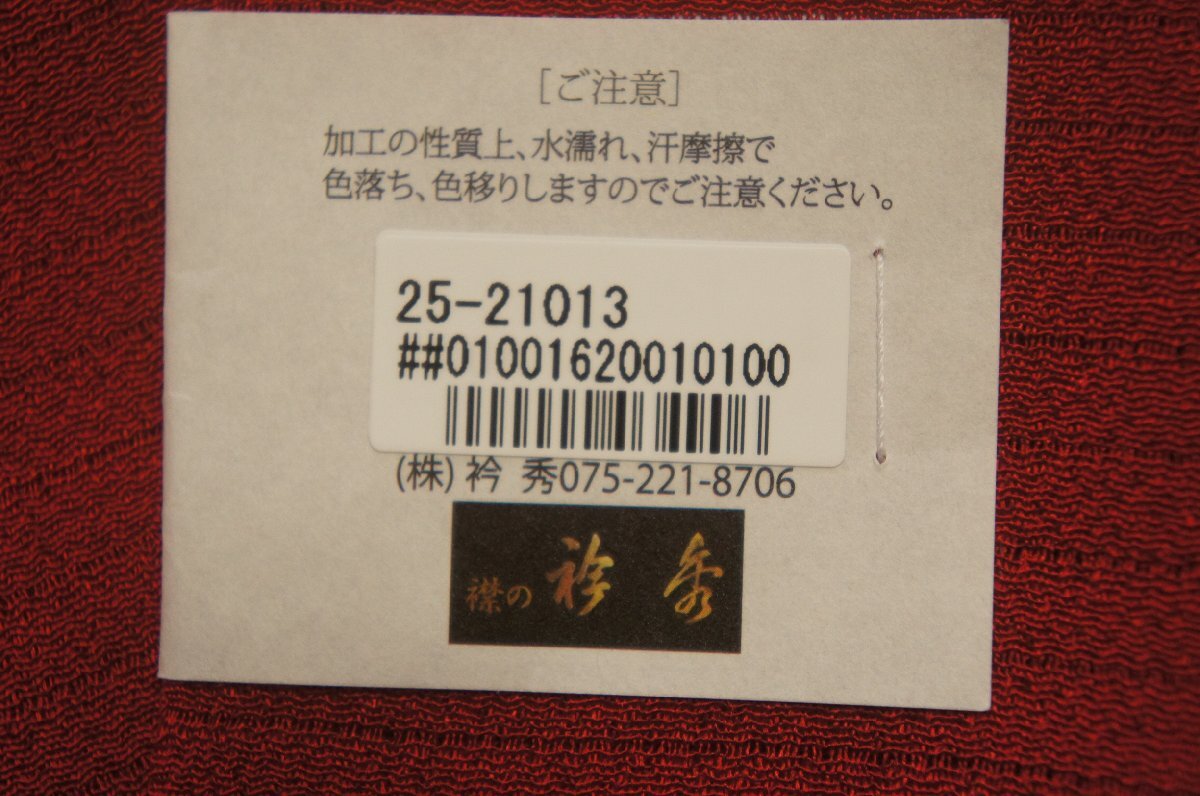 [ご注意]
加工の性質上、水濡れ、汗摩擦で
色落ち、色移りしますのでご注意ください。
25-21013
##01001620010100
(株) 衿 秀075-221-8706
襟の 衿 秀